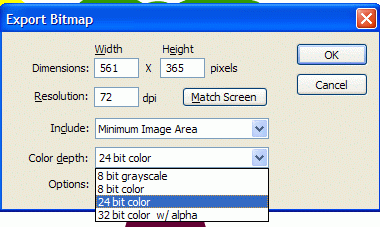 Export Bitmap
Width Height
Dimensions: 561 X 365 pixels
OK
Cancel
Resolution: 72 dpi Match Screen
Include: Minimum Image Area
Color depth: 24 bit color
Options:
8 bit grayscale
8 bit color
24 bit color
32 bit color w/ alpha